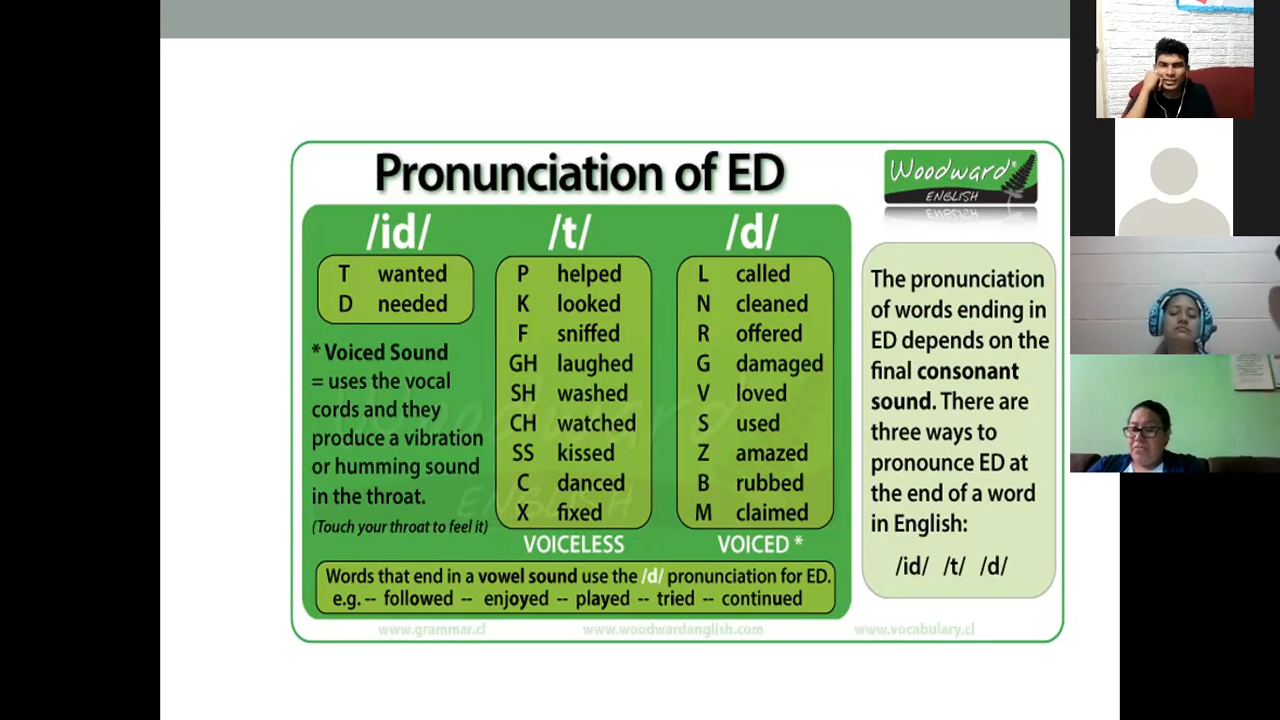 Pronunciation of ED
Woodward®
ENGLISH
/id/
T wanted
D needed
* Voiced Sound
= uses the vocal
cords and they
produce a vibration
or humming sound
in the throat.
(Touch your throat to feel it)
/t/
P helped
K looked
F sniffed
GH laughed
SH washed
CH watched
SS kissed
C danced
X fixed
VOICELESS
/d/
L called
N cleaned
R offered
G damaged
V loved
S used
Z amazed
B rubbed
M claimed
VOICED *
Words that end in a vowel sound use the /d/ pronunciation for ED.
e.g. -- followed -- enjoyed -- played -- tried -- continued
The pronunciation
of words ending in
ED depends on the
final consonant
sound. There are
three ways to
pronounce ED at
the end of a word
in English:
/id/ /t/ /d/
www.grammar.cl www.woodwardenglish.com www.vocabulary.cl